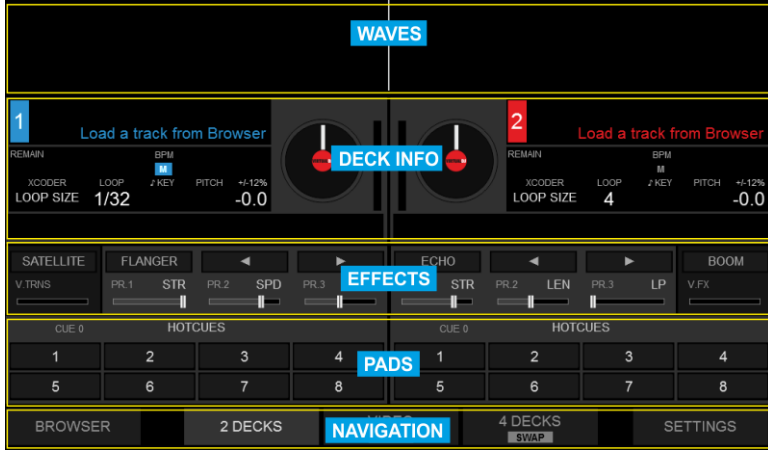 WAVES
1
Load a track from Browser
REMAIN BPM
M
XCODER LOOP ♪ KEY PITCH +/-12%
LOOP SIZE 1/32 -0.0
DECK INFO
2
Load a track from Browser
REMAIN BPM
M
XCODER LOOP ♪ KEY PITCH +/-12%
LOOP SIZE 4 -0.0
SATELLITE FLANGER ◄ ► ECHO ◄ ► BOOM
V.TRNS PR.1 STR PR.2 SPD PR.3 STR PR.2 LEN PR.3 LP V.FX
EFFECTS
CUE 0 HOTCUES CUE 0 HOTCUES
1 2 3 4 1 2 3 4
PADS
5 6 7 8 5 6 7 8
BROWSER 2 DECKS 4 DECKS SETTINGS
SWAP
NAVIGATION